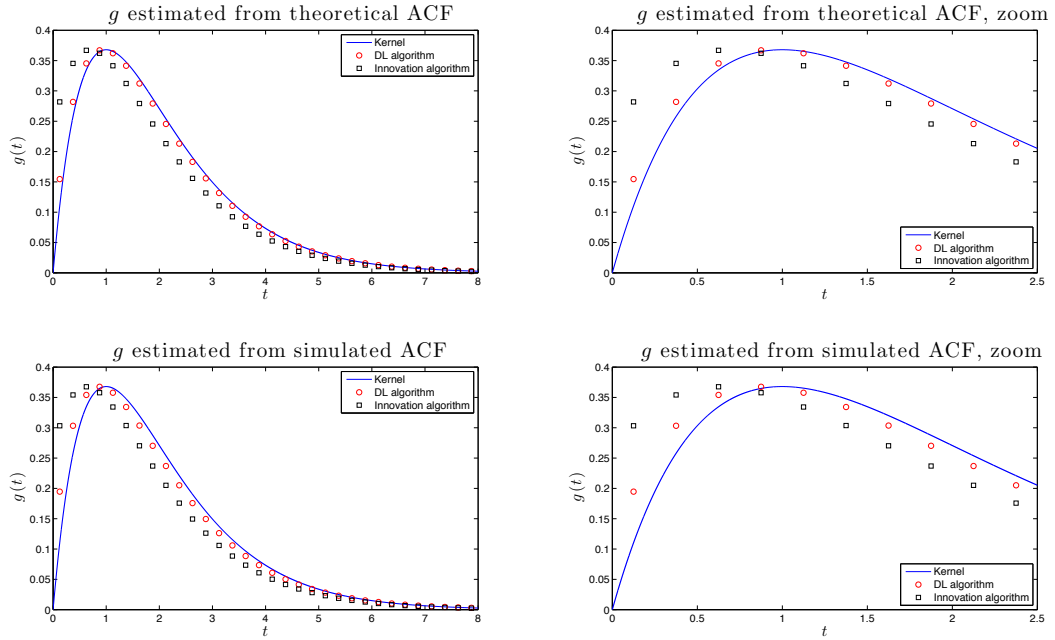 g estimated from theoretical ACF
0.4
0.35
0.3
0.25
0.2
0.15
0.1
0.05
0
g(t)
Kernel
DL algorithm
Innovation algorithm
0 1 2 3 4 5 6 7 8
t
g estimated from theoretical ACF, zoom
0.4
0.35
0.3
0.25
0.2
0.15
0.1
0.05
0
g(t)
Kernel
DL algorithm
Innovation algorithm
0 0.5 1 1.5 2 2.5
t
g estimated from simulated ACF
0.4
0.35
0.3
0.25
0.2
0.15
0.1
0.05
0
g(t)
Kernel
DL algorithm
Innovation algorithm
0 1 2 3 4 5 6 7 8
t
g estimated from simulated ACF, zoom
0.4
0.35
0.3
0.25
0.2
0.15
0.1
0.05
0
g(t)
Kernel
DL algorithm
Innovation algorithm
0 0.5 1 1.5 2 2.5
t